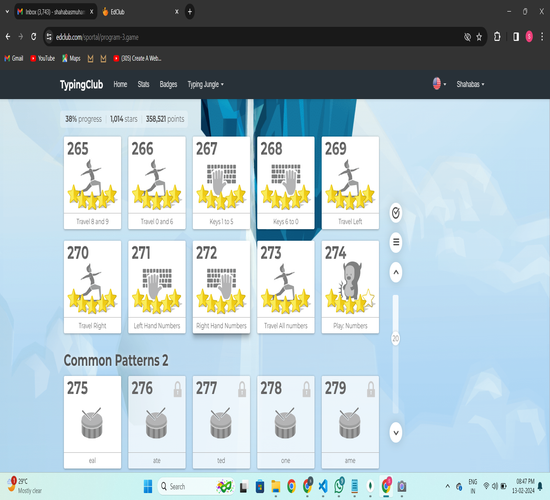 Inbox (3,743) - shahabasmuha
EdClub
edclub.com/sportal/program-3.game
Gmail
YouTube
Maps
(305) Create A Web...
TypingClub
Home
Stats
Badges
Typing Jungle
Shahabas
38% progress
1,014 stars
358,521 points
265
266
267
268
269
Travel 8 and 9
Travel 0 and 6
Keys 1 to 5
Keys 6 to 0
Travel Left
270
271
272
273
274
Travel Right
Left Hand Numbers
Right Hand Numbers
Travel All numbers
Play: Numbers
20
Common Patterns 2
275
276
277
278
279
eal
ate
ted
one
ame
29°C
Mostly clear
Search
ENG
IN
08:47 PM
13-02-2024